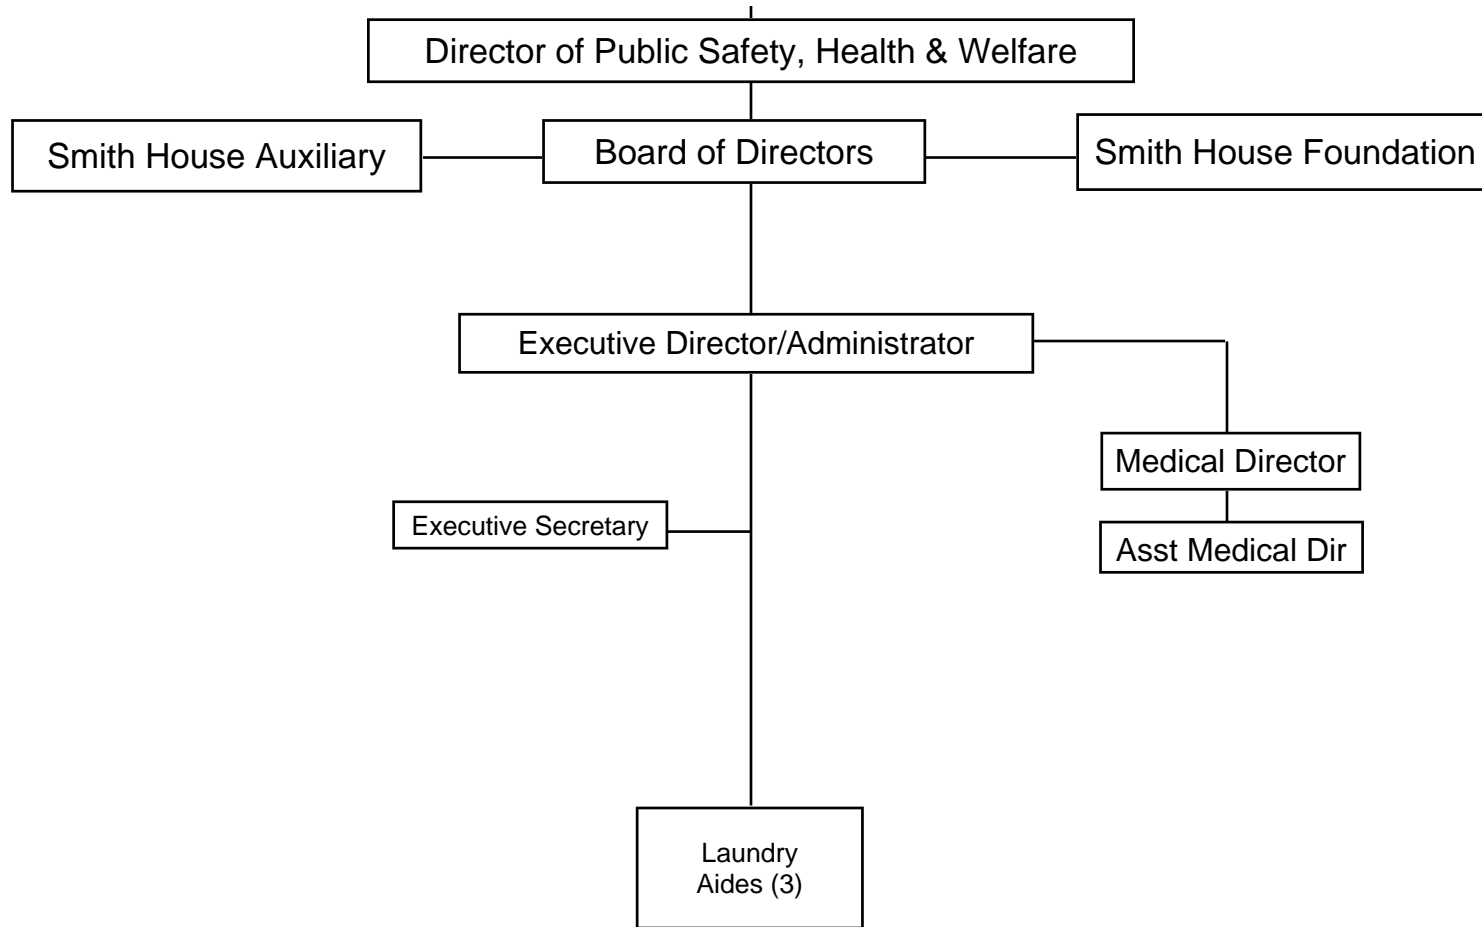 Director of Public Safety, Health & Welfare
Smith House Auxiliary
Board of Directors
Smith House Foundation
Executive Director/Administrator
Medical Director
Executive Secretary
Asst Medical Dir
Laundry
Aides (3)